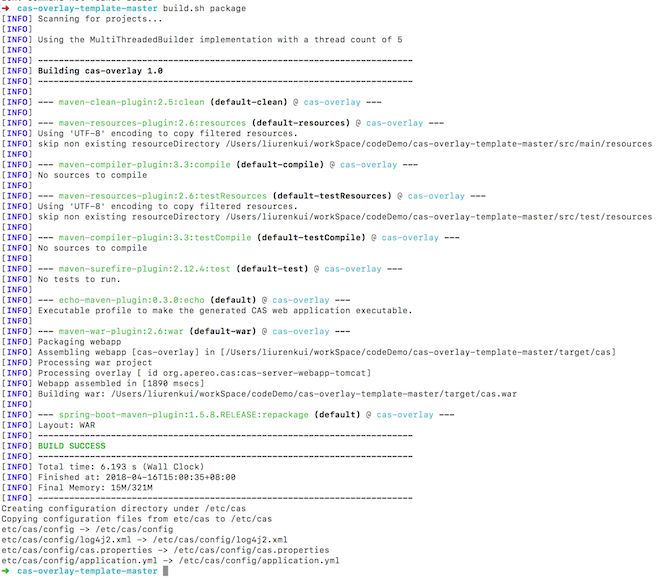 ➜ cas-overlay-template-master build.sh package
[INFO] Scanning for projects...
[INFO]
[INFO] Using the MultiThreadedBuilder implementation with a thread count of 5
[INFO]
[INFO] ------------------------------------------------------------------------
[INFO] Building cas-overlay 1.0
[INFO] ------------------------------------------------------------------------
[INFO]
[INFO] --- maven-clean-plugin:2.5:clean (default-clean) @ cas-overlay ---
[INFO]
[INFO] --- maven-resources-plugin:2.6:resources (default-resources) @ cas-overlay ---
[INFO] Using 'UTF-8' encoding to copy filtered resources.
[INFO] skip non existing resourceDirectory /Users/liurenkui/workSpace/codeDemo/cas-overlay-template-master/src/main/resources
[INFO]
[INFO] --- maven-compiler-plugin:3.3:compile (default-compile) @ cas-overlay ---
[INFO] No sources to compile
[INFO]
[INFO] --- maven-resources-plugin:2.6:testResources (default-testResources) @ cas-overlay ---
[INFO] Using 'UTF-8' encoding to copy filtered resources.
[INFO] skip non existing resourceDirectory /Users/liurenkui/workSpace/codeDemo/cas-overlay-template-master/src/test/resources
[INFO]
[INFO] --- maven-compiler-plugin:3.3:testCompile (default-testCompile) @ cas-overlay ---
[INFO] No sources to compile
[INFO]
[INFO] --- maven-surefire-plugin:2.12.4:test (default-test) @ cas-overlay ---
[INFO] No tests to run.
[INFO]
[INFO] --- echo-maven-plugin:0.3.0:echo (default) @ cas-overlay ---
[INFO] Executable profile to make the generated CAS web application executable.
[INFO]
[INFO] --- maven-war-plugin:2.6:war (default-war) @ cas-overlay ---
[INFO] Packaging webapp
[INFO] Assembling webapp [cas-overlay] in [/Users/liurenkui/workSpace/codeDemo/cas-overlay-template-master/target/cas]
[INFO] Processing war project
[INFO] Processing overlay [ id org.apereo.cas:cas-server-webapp-tomcat]
[INFO] Webapp assembled in [1890 msecs]
[INFO] Building war: /Users/liurenkui/workSpace/codeDemo/cas-overlay-template-master/target/cas.war
[INFO]
[INFO] --- spring-boot-maven-plugin:1.5.8.RELEASE:repackage (default) @ cas-overlay ---
[INFO] Layout: WAR
[INFO] ------------------------------------------------------------------------
[INFO] BUILD SUCCESS
[INFO] ------------------------------------------------------------------------
[INFO] Total time: 6.193 s (Wall Clock)
[INFO] Finished at: 2018-04-16T15:00:35+08:00
[INFO] Final Memory: 15M/321M
[INFO] ------------------------------------------------------------------------
Creating configuration directory under /etc/cas
Copying configuration files from etc/cas to /etc/cas
etc/cas/config -> /etc/cas/config
etc/cas/config/log4j2.xml -> /etc/cas/config/log4j2.xml
etc/cas/config/cas.properties -> /etc/cas/config/cas.properties
etc/cas/config/application.yml -> /etc/cas/config/application.yml
➜ cas-overlay-template-master